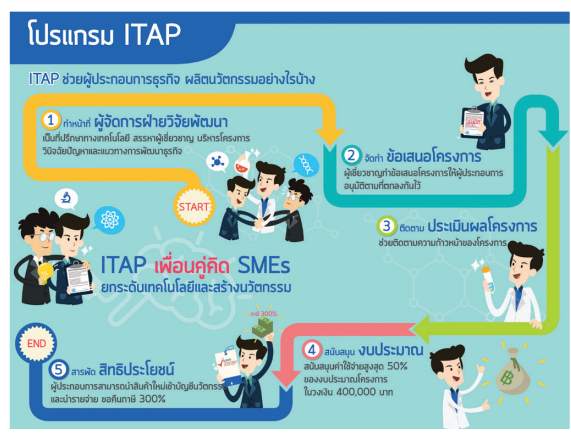 โปรแกรม ITAP
ITAP ช่วยผู้ประกอบการธุรกิจ ผลิตนวัตกรรมอย่างไรบ้าง
1 ทำหน้าที่ ผู้จัดการฝ่ายวิจัยพัฒนา
เป็นที่ปรึกษาทางเทคโนโลยี สรรหาผู้เชี่ยวชาญ บริหารโครงการ
วินิจฉัยปัญหาและแนวทางการพัฒนาธุรกิจ
START
2 จัดทำ ข้อเสนอโครงการ
ผู้เชี่ยวชาญทำข้อเสนอโครงการให้ผู้ประกอบการ
อนุมัติตามที่ตกลงกันไว้
3 ติดตาม ประเมินผลโครงการ
ช่วยติดตามความก้าวหน้าของโครงการ
ITAP เพื่อนคู่คิด SMEs
ยกระดับเทคโนโลยีและสร้างนวัตกรรม
4 สนับสนุน งบประมาณ
สนับสนุนค่าใช้จ่ายสูงสุด 50%
ของงบประมาณโครงการ
ในวงเงิน 400,000 บาท
ภาษี 300%
END
5 สารพัด สิทธิประโยชน์
ผู้ประกอบการสามารถนำสินค้าใหม่เข้าบัญชีนวัตกรร
และนำรายจ่าย ขอคืนภาษี 300%